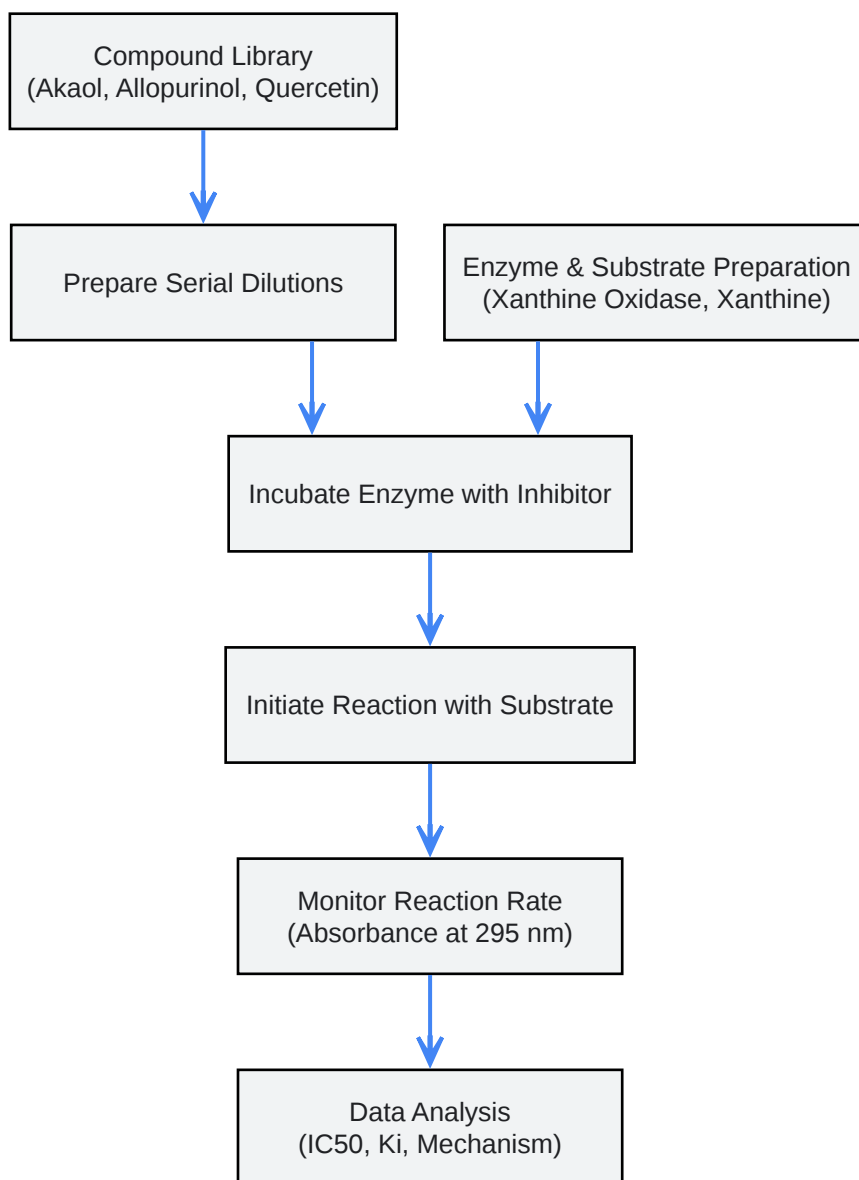 Compound Library
(Akaol, Allopurinol, Quercetin)
Prepare Serial Dilutions
Enzyme & Substrate Preparation
(Xanthine Oxidase, Xanthine)
Incubate Enzyme with Inhibitor
Initiate Reaction with Substrate
Monitor Reaction Rate
(Absorbance at 295 nm)
Data Analysis
(IC50, Ki, Mechanism)